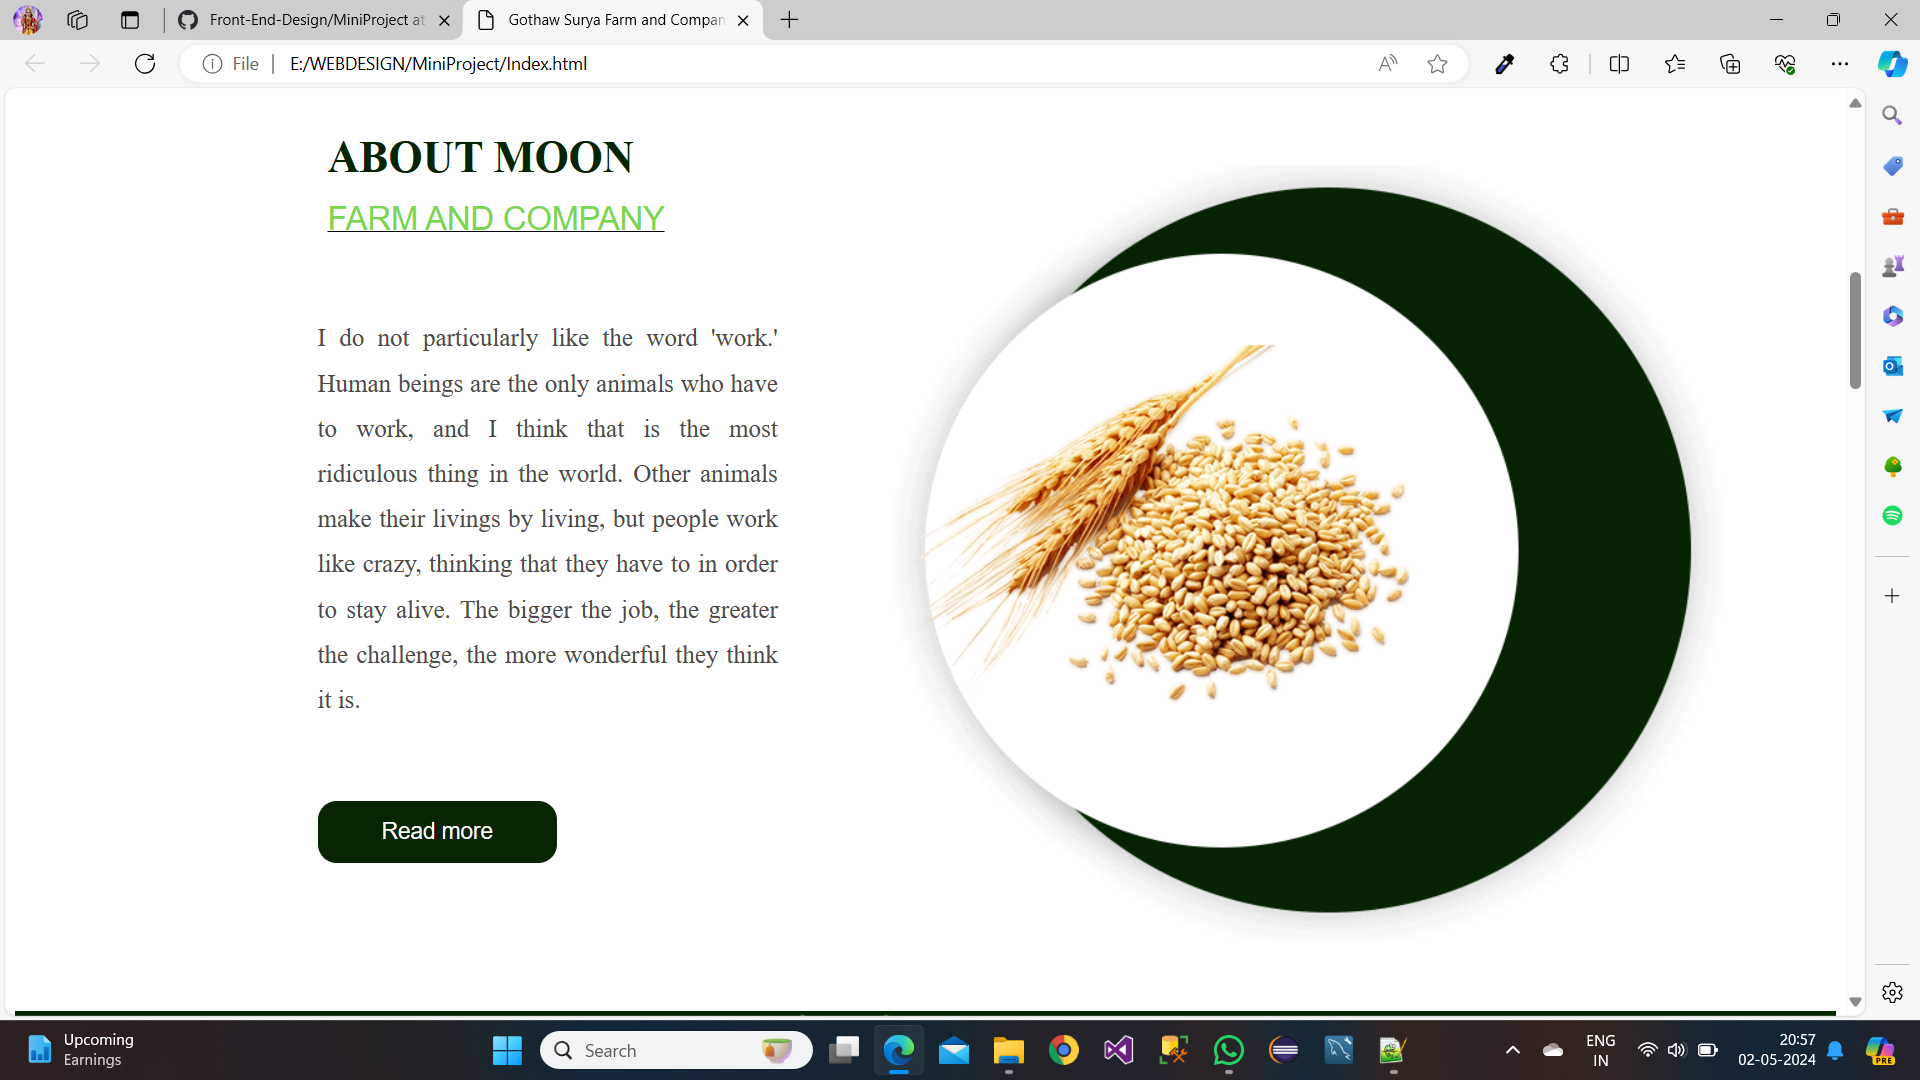 Front-End-Design/MiniProject at
Gothaw Surya Farm and Compan
File
E:/WEBDESIGN/MiniProject/Index.html
ABOUT MOON
FARM AND COMPANY
I do not particularly like the word 'work.'
Human beings are the only animals who have
to work, and I think that is the most
ridiculous thing in the world. Other animals
make their livings by living, but people work
like crazy, thinking that they have to in order
to stay alive. The bigger the job, the greater
the challenge, the more wonderful they think
it is.
Read more
Upcoming
Earnings
Search
ENG
IN
20:57
02-05-2024
PRE